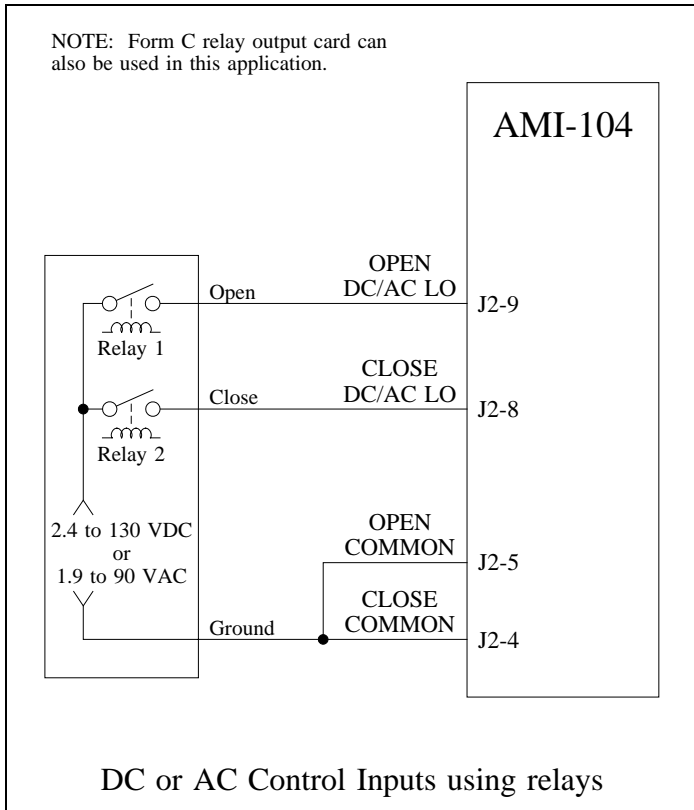 NOTE: Form C relay output card can
also be used in this application.
AMI-104
OPEN
DC/AC LO
Open
J2-9
Relay 1
CLOSE
DC/AC LO
Close
J2-8
Relay 2
2.4 to 130 VDC
or
1.9 to 90 VAC
OPEN
COMMON
J2-5
CLOSE
COMMON
Ground
J2-4
DC or AC Control Inputs using relays